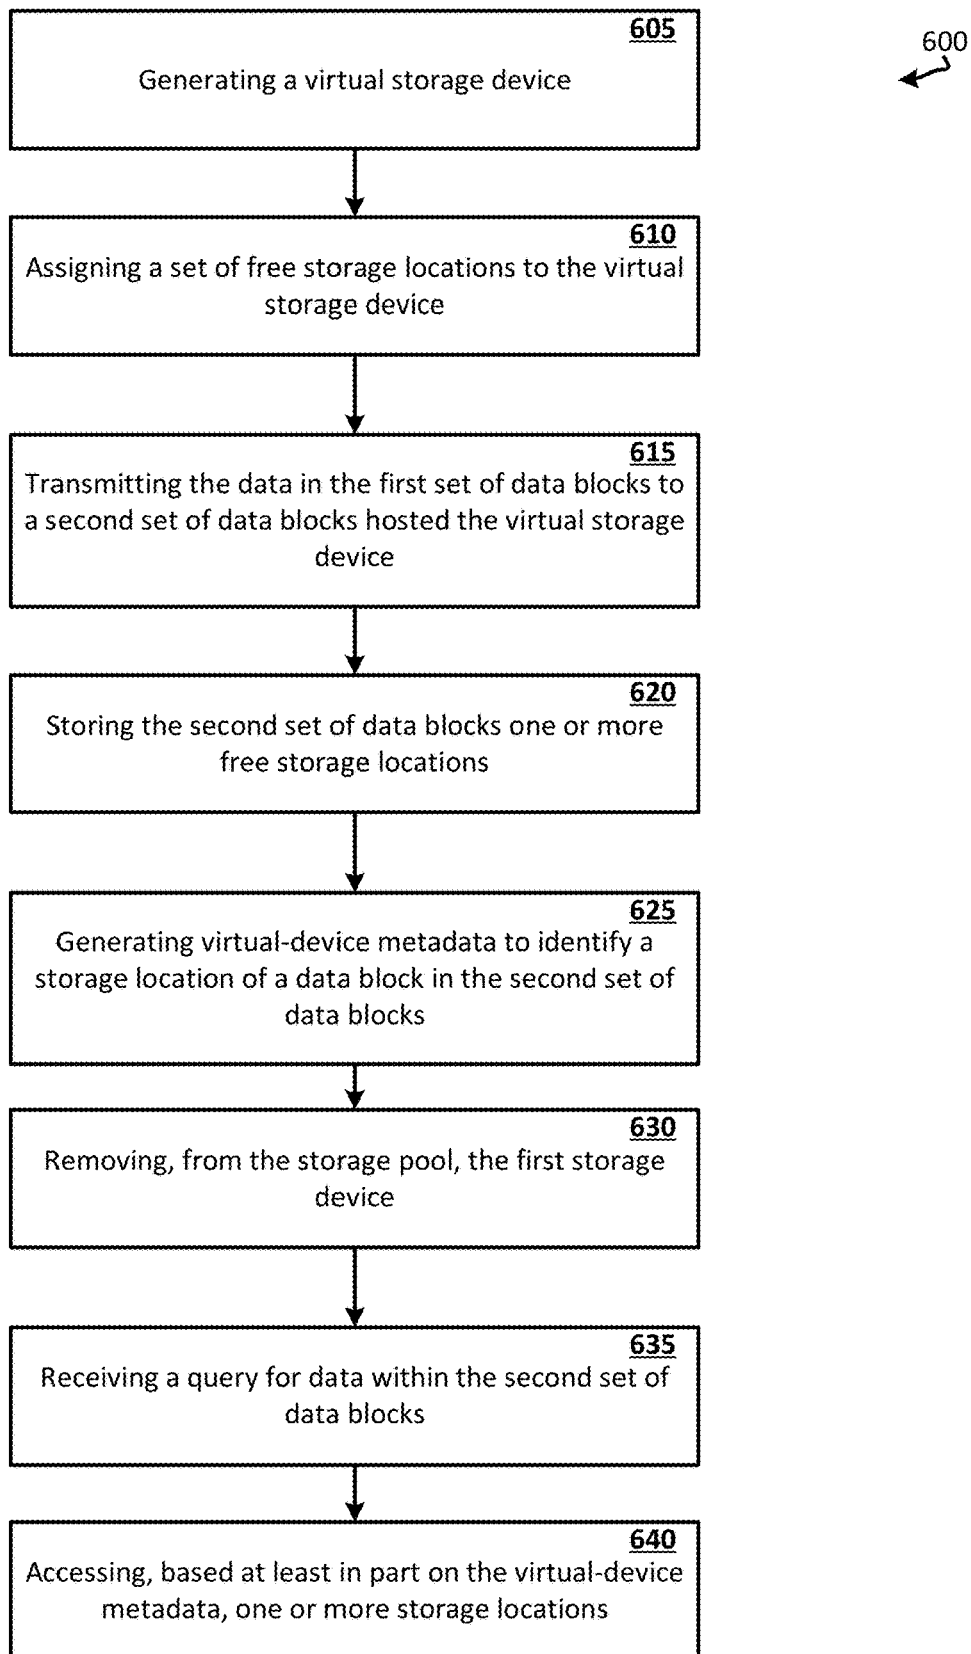 605
600
Generating a virtual storage device
610
Assigning a set of free storage locations to the virtual
storage device
615
Transmitting the data in the first set of data blocks to
a second set of data blocks hosted the virtual storage
device
620
Storing the second set of data blocks one or more
free storage locations
625
Generating virtual-device metadata to identify a
storage location of a data block in the second set of
data blocks
630
Removing, from the storage pool, the first storage
device
635
Receiving a query for data within the second set of
data blocks
640
Accessing, based at least in part on the virtual-device
metadata, one or more storage locations